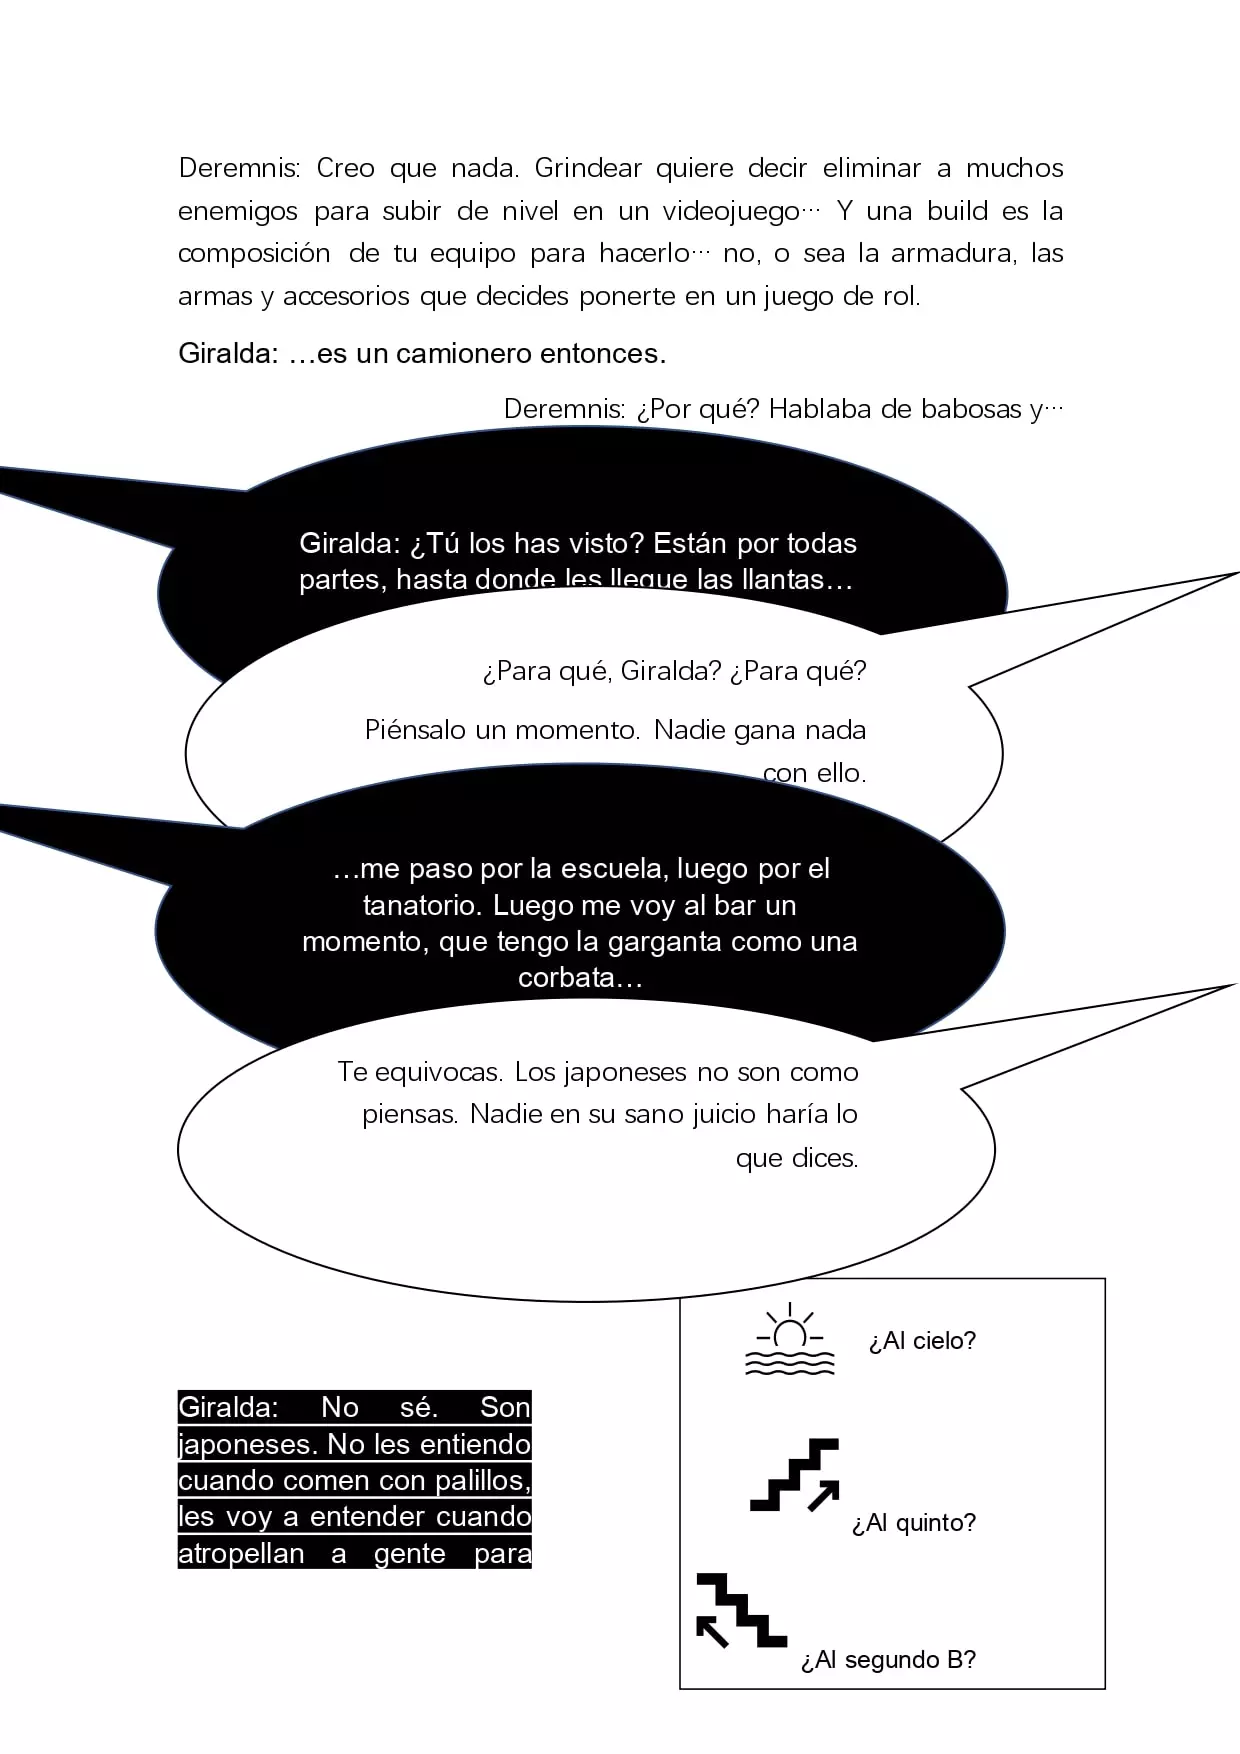 Deremnis: Creo que nada. Grindear quiere decir eliminar a muchos
enemigos para subir de nivel en un videojuego… Y una build es la
composición de tu equipo para hacerlo… no, o sea la armadura, las
armas y accesorios que decides ponerte en un juego de rol.
Giralda: …es un camionero entonces.
Deremnis: ¿Por qué? Hablaba de babosas y…
Giralda: ¿Tú los has visto? Están por todas
partes, hasta donde les llegue las llantas…
¿Para qué, Giralda? ¿Para qué?
Piénsalo un momento. Nadie gana nada
con ello.
…me paso por la escuela, luego por el
tanatorio. Luego me voy al bar un
momento, que tengo la garganta como una
corbata…
Te equivocas. Los japoneses no son como
piensas. Nadie en su sano juicio haría lo
que dices.
Giralda: No sé. Son
japoneses. No les entiendo
cuando comen con palillos,
les voy a entender cuando
atropellan a gente para
¿Al cielo?
¿Al quinto?
¿Al segundo B?